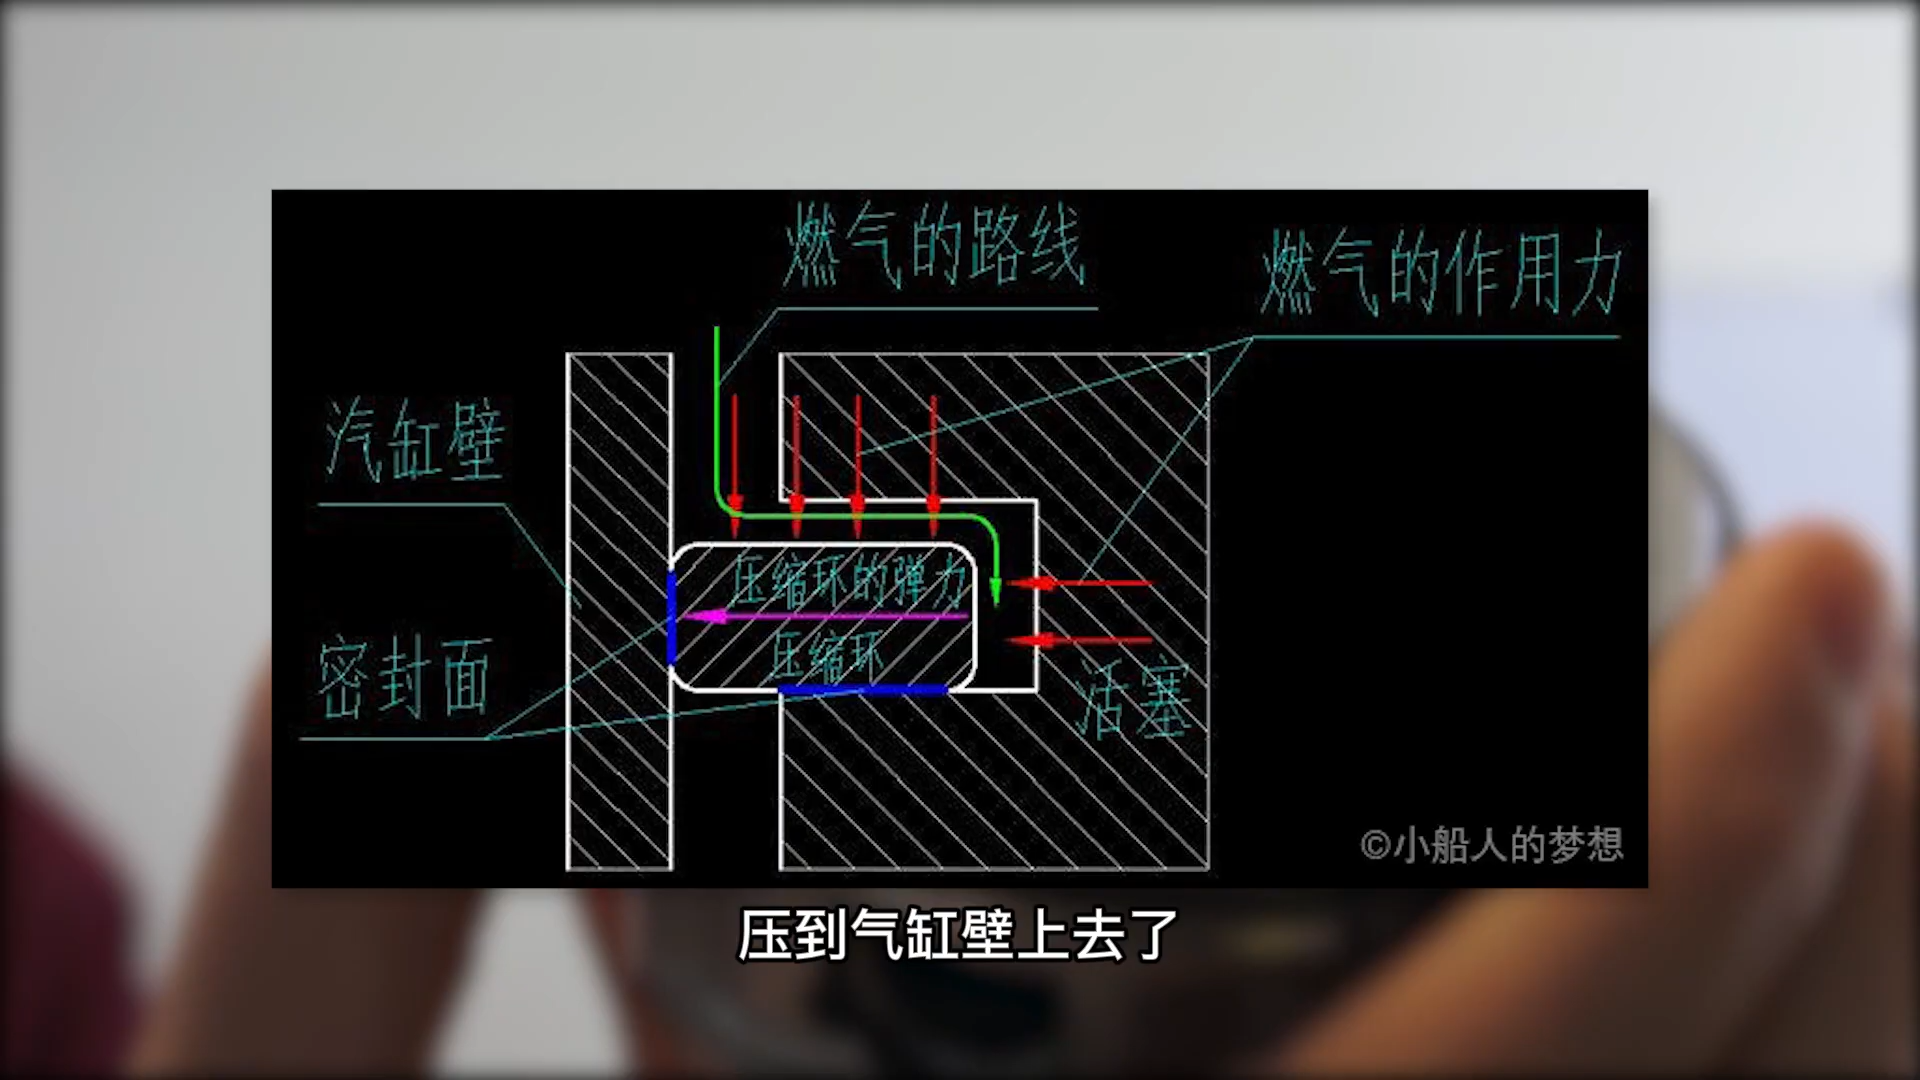 燃气的路线
燃气的作用力
汽缸壁
压缩环的弹力
压缩环
密封面
活塞
©小船人的梦想
压到气缸壁上去了